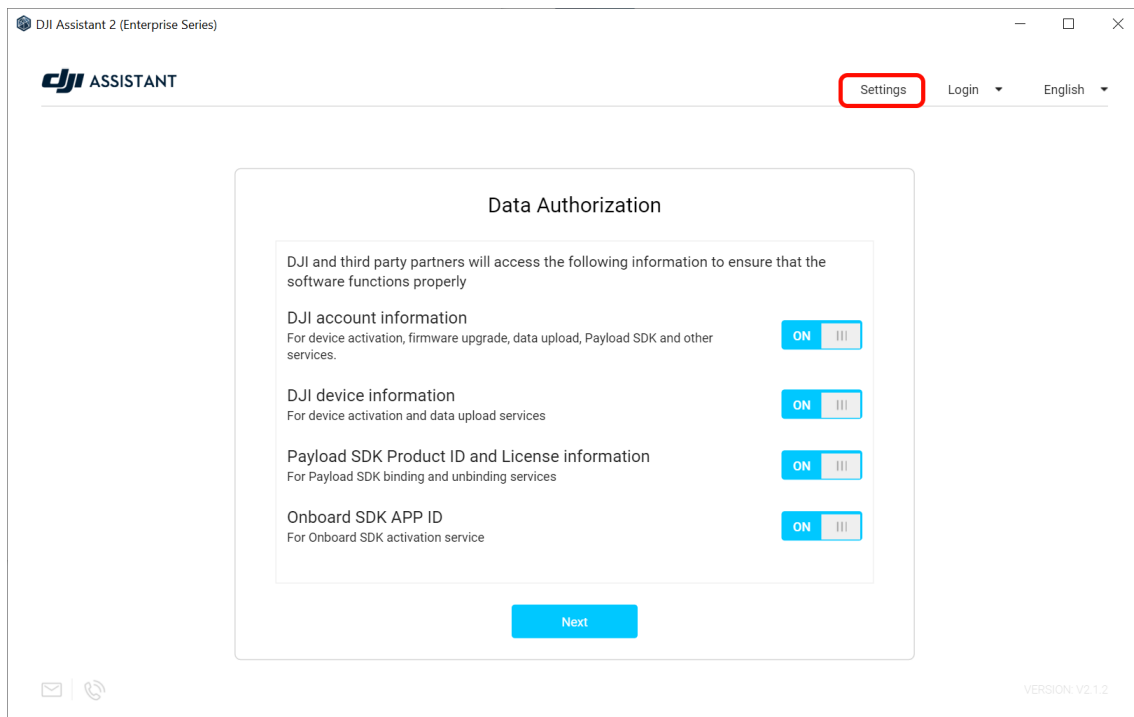 DJI Assistant 2 (Enterprise Series)
dji ASSISTANT
Settings Login English
Data Authorization
DJI and third party partners will access the following information to ensure that the
software functions properly
DJI account information
For device activation, firmware upgrade, data upload, Payload SDK and other
services.
ON
DJI device information
For device activation and data upload services
ON
Payload SDK Product ID and License information
For Payload SDK binding and unbinding services
ON
Onboard SDK APP ID
For Onboard SDK activation service
ON
Next
VERSION: V2.1.2